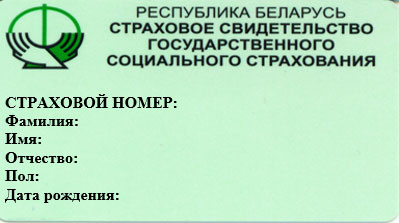 РЕСПУБЛИКА БЕЛАРУСЬ
СТРАХОВОЕ СВИДЕТЕЛЬСТВО
ГОСУДАРСТВЕННОГО
СОЦИАЛЬНОГО СТРАХОВАНИЯ
СТРАХОВОЙ НОМЕР:
Фамилия:
Имя:
Отчество:
Пол:
Дата рождения: